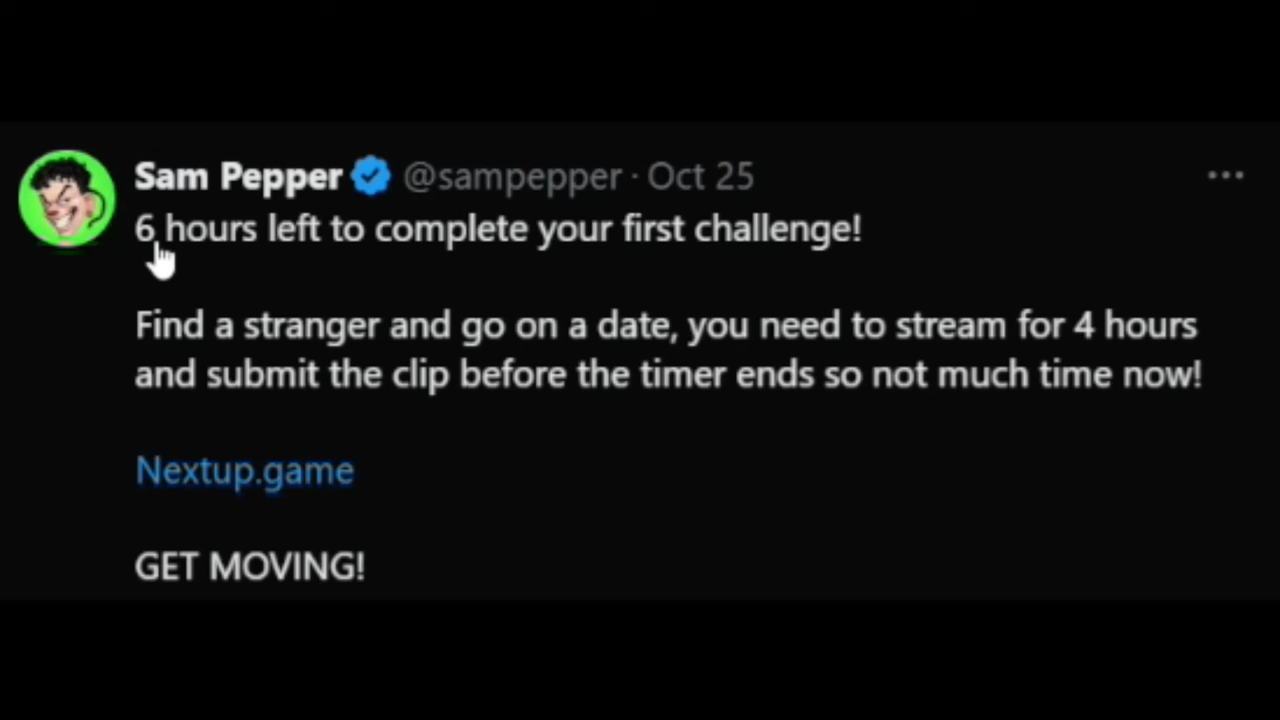 Sam Pepper @sampepper · Oct 25
6 hours left to complete your first challenge!
Find a stranger and go on a date, you need to stream for 4 hours
and submit the clip before the timer ends so not much time now!
Nextup.game
GET MOVING!